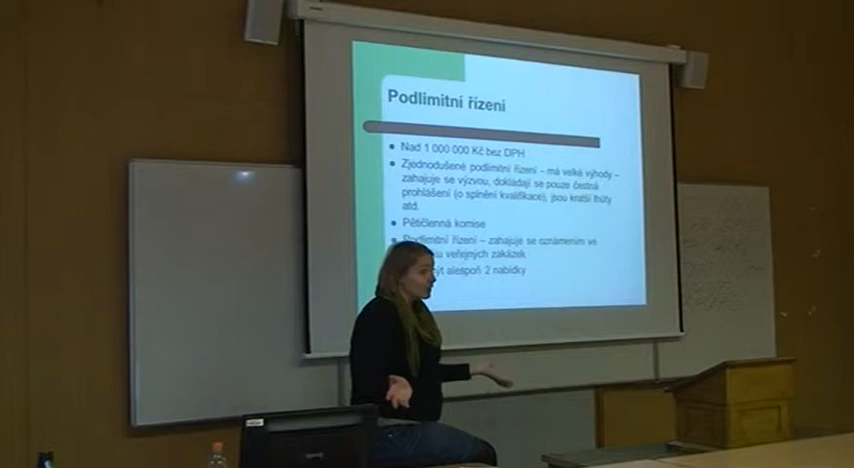 Podlimitní řízení
Nad 1 000 000 Kč bez DPH
Zjednodušené podlimitní řízení – má velké výhody –
zahajuje se výzvou, dokládají se pouze čestná
prohlášení (o splnění kvalifikace), jsou kratší lhůty
atd.
Pětičlenná komise
Podlimitní řízení – zahajuje se oznámením ve
veřejných zakázek
alespoň 2 nabídky